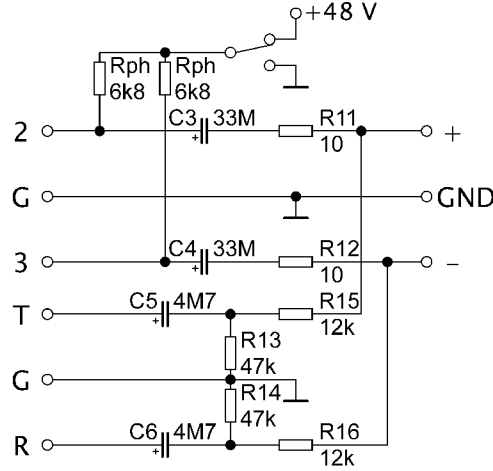 +48 V
Rph Rph
6k8 6k8
C3 33M R11
2 10 +
G GND
C4 33M R12
3 10 -
C5 4M7 R15
T 12k
R13
47k
G R14
47k
C6 4M7 R16
R 12k